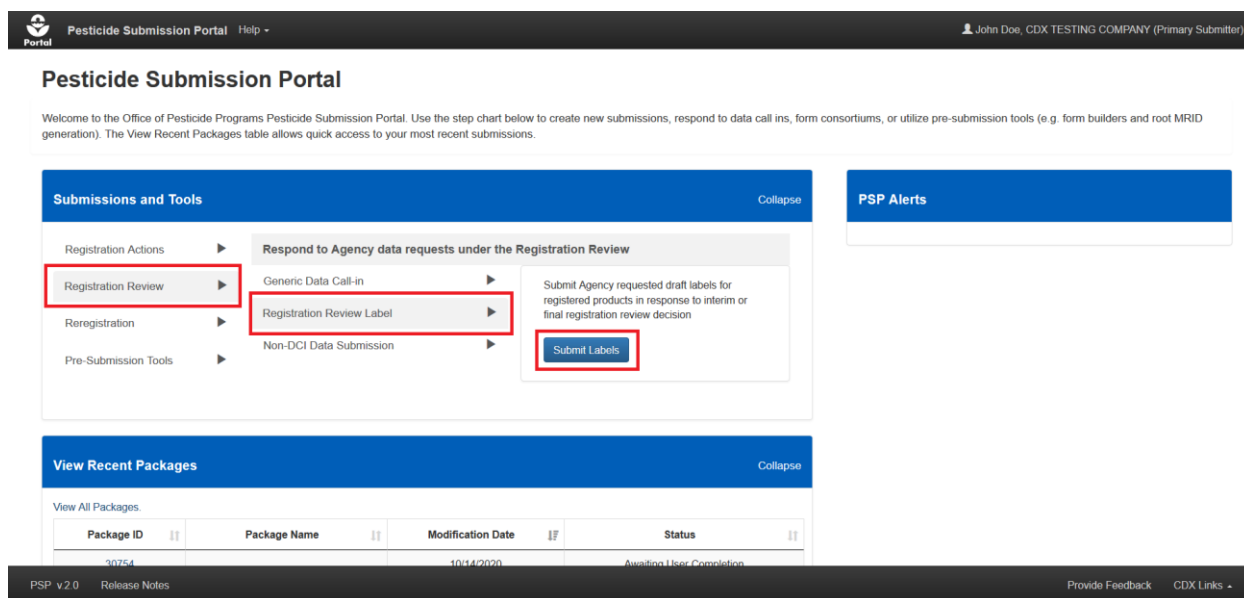 Portal
Pesticide Submission Portal Help
John Doe, CDX TESTING COMPANY (Primary Submitter)
Pesticide Submission Portal
Welcome to the Office of Pesticide Programs Pesticide Submission Portal. Use the step chart below to create new submissions, respond to data call ins, form consortiums, or utilize pre-submission tools (e.g. form builders and root MRID
generation). The View Recent Packages table allows quick access to your most recent submissions.
Submissions and Tools
Collapse
Registration Actions
Registration Review
Reregistration
Pre-Submission Tools
Respond to Agency data requests under the Registration Review
Generic Data Call-in
Registration Review Label
Non-DCI Data Submission
Submit Agency requested draft labels for
registered products in response to interim or
final registration review decision
Submit Labels
PSP Alerts
View Recent Packages
Collapse
View All Packages.
Package ID Package Name Modification Date Status
30754 10/14/2020 Awaiting User Completion
PSP v.2.0 Release Notes
Provide Feedback CDX Links